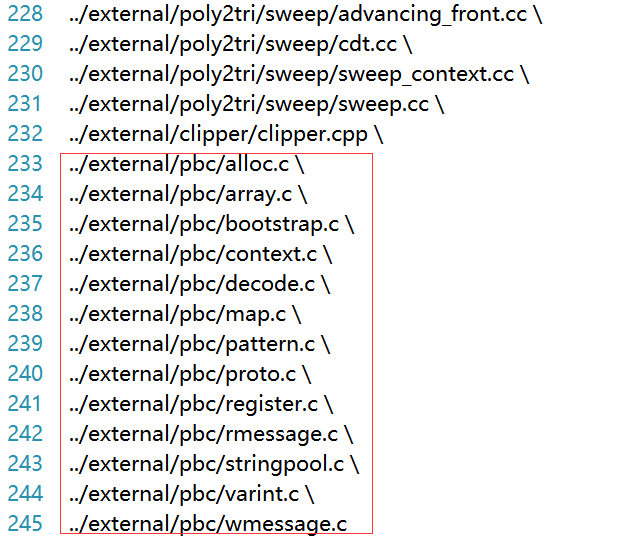 228 ../external/poly2tri/sweep/advancing_front.cc \
229 ../external/poly2tri/sweep/cdt.cc \
230 ../external/poly2tri/sweep/sweep_context.cc \
231 ../external/poly2tri/sweep/sweep.cc \
232 ../external/clipper/clipper.cpp \
233 ../external/pbc/alloc.c \
234 ../external/pbc/array.c \
235 ../external/pbc/bootstrap.c \
236 ../external/pbc/context.c \
237 ../external/pbc/decode.c \
238 ../external/pbc/map.c \
239 ../external/pbc/pattern.c \
240 ../external/pbc/proto.c \
241 ../external/pbc/register.c \
242 ../external/pbc/rmessage.c \
243 ../external/pbc/stringpool.c \
244 ../external/pbc/varint.c \
245 ../external/pbc/wmessage.c